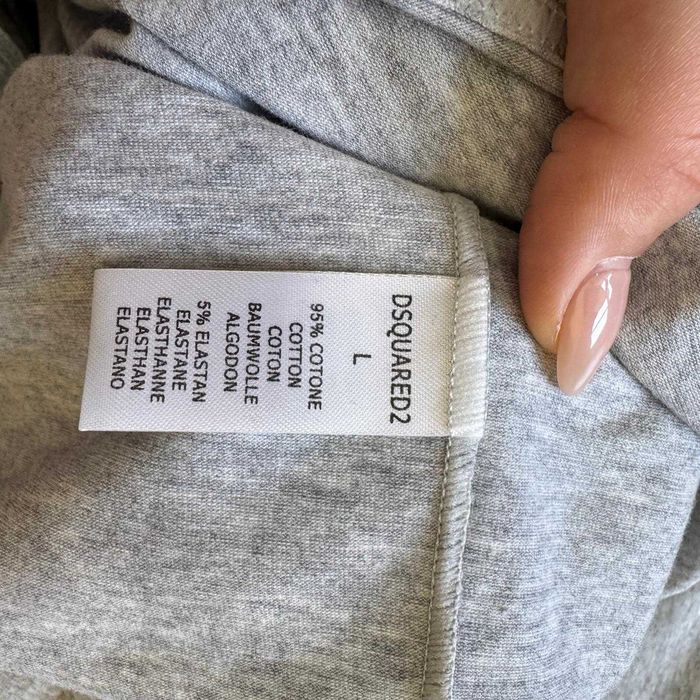 DSQUARED2
L
95% COTONE
COTTON
COTON
BAUMWOLLE
ALGODON
5% ELASTAN
ELASTANE
ELASTHANNE
ELASTHAN
ELASTANO